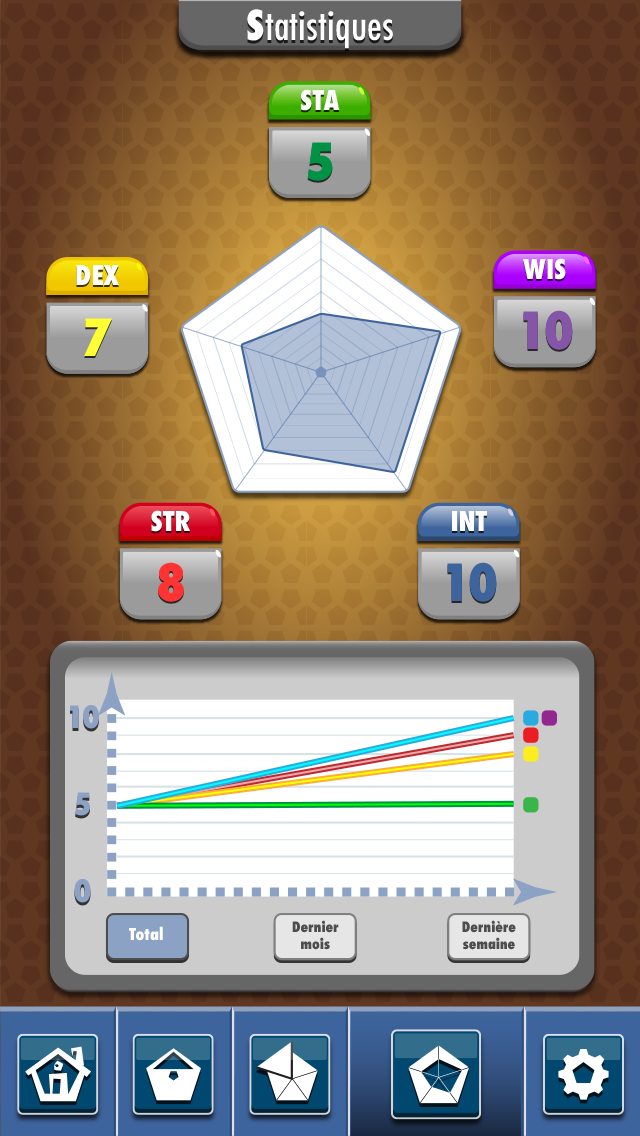 Statistiques
STA
5
DEX
7
WIS
10
STR
8
INT
10
10
5
0
Total
Dernier
mois
Dernière
semaine